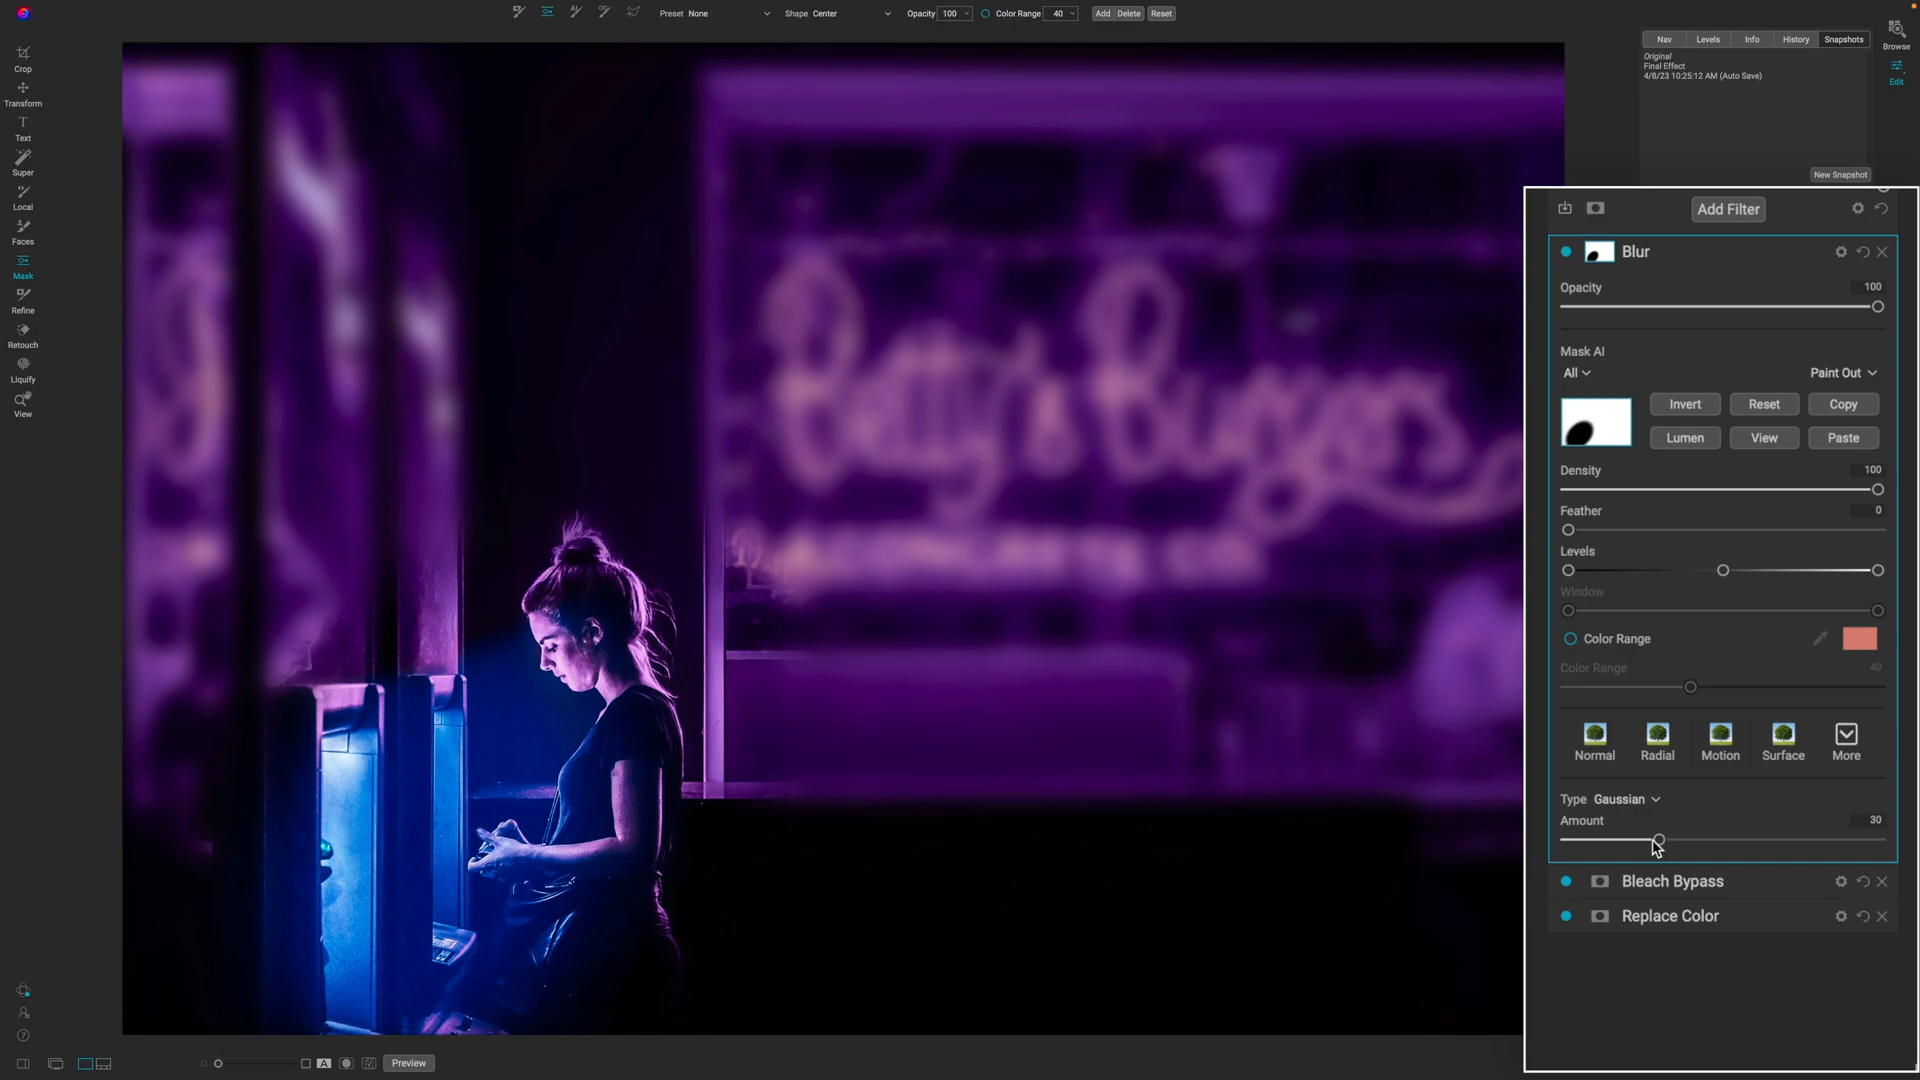 Preset None Shape Center Opacity 100 Color Range 40 Add Delete Reset
Crop
Transform
Text
Super
Local
Faces
Mask
Refine
Retouch
Liquify
View
Betty's Burgers
Nav Levels Info History Snapshots
Original
Final Effect
4/8/23 10:25:12 AM (Auto Save)
New Snapshot
Browse
Edit
Add Filter
Blur
Opacity 100
Mask AI
All Paint Out
Invert Reset Copy
Lumen View Paste
Density 100
Feather 0
Levels
Window
Color Range
Color Range 40
Normal Radial Motion Surface More
Type Gaussian
Amount 30
Bleach Bypass
Replace Color
A Preview